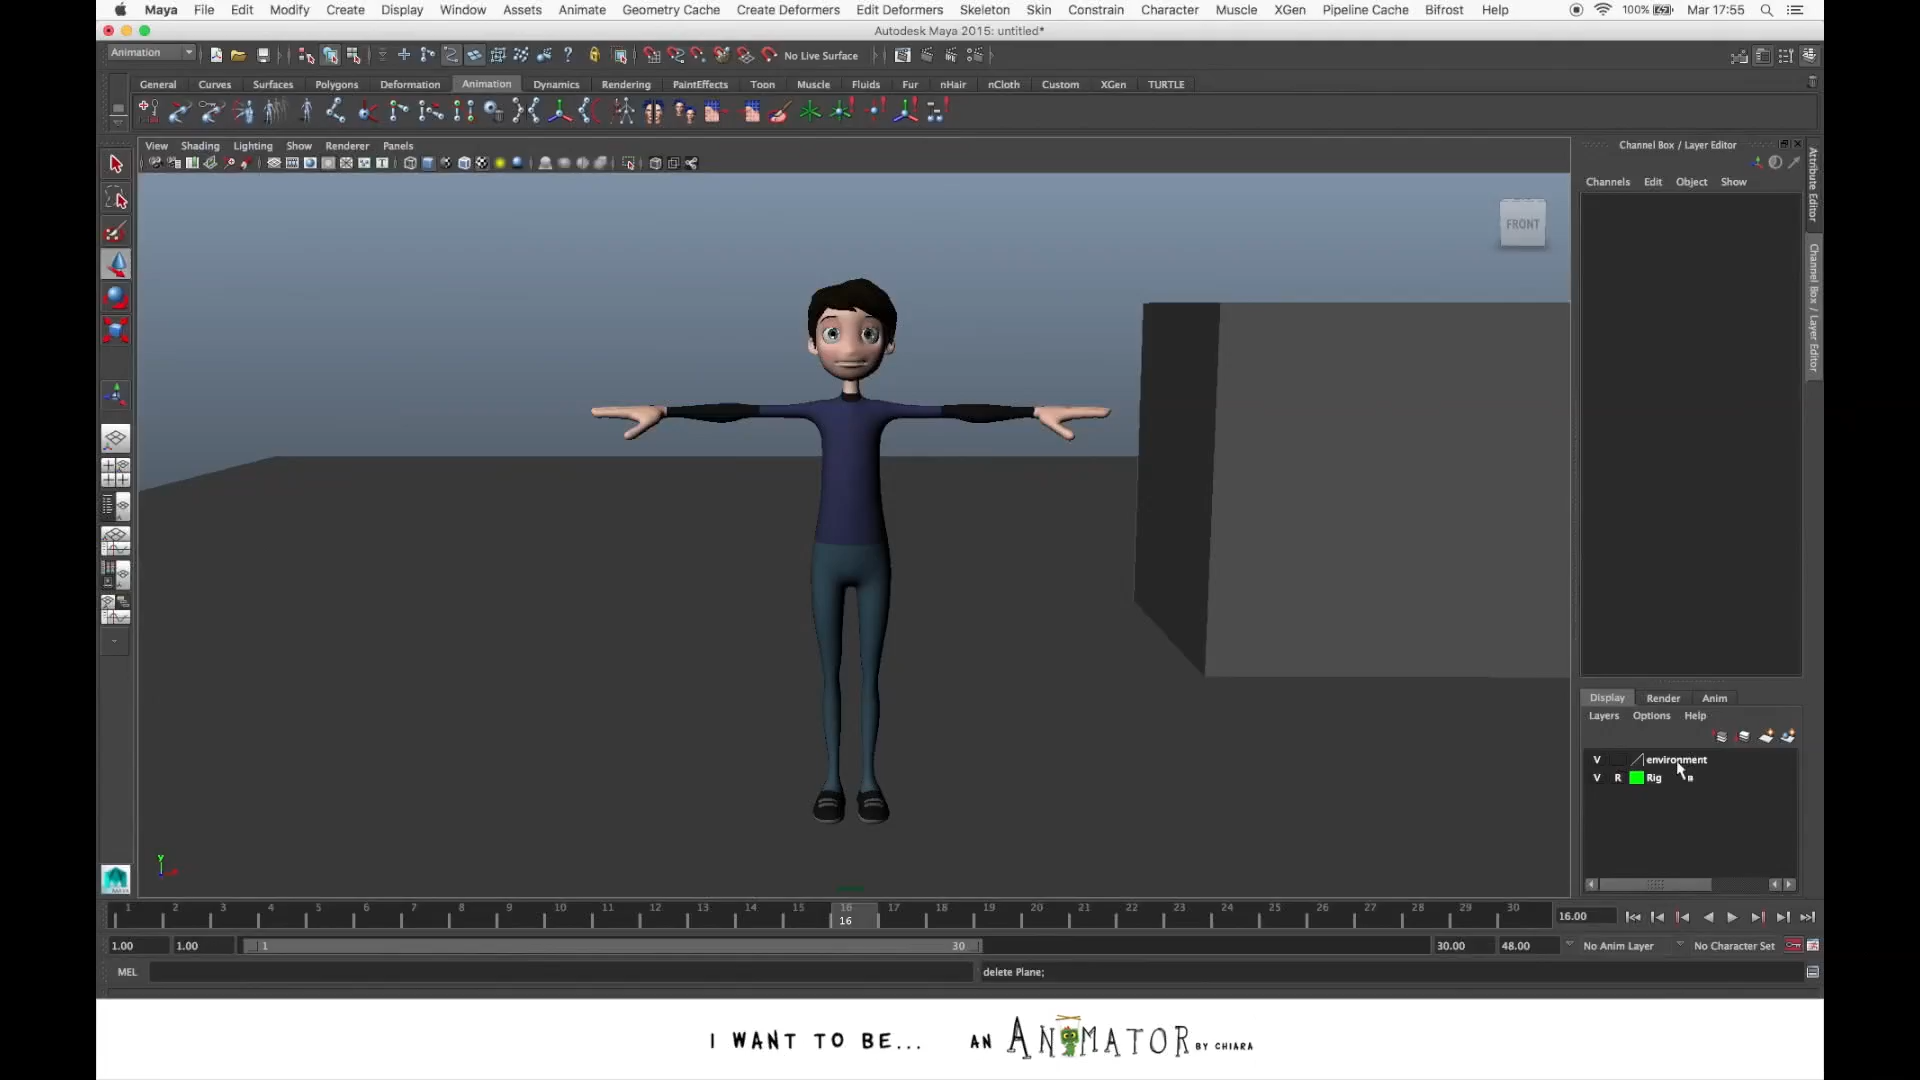 Maya File Edit Modify Create Display Window Assets Animate Geometry Cache Create Deformers Edit Deformers Skeleton Skin Constrain Character Muscle XGen Pipeline Cache Bifrost Help 100% Mar 17:55
Autodesk Maya 2015: untitled*
Animation No Live Surface
General Curves Surfaces Polygons Deformation Animation Dynamics Rendering PaintEffects Toon Muscle Fluids Fur nHair nCloth Custom XGen TURTLE
View Shading Lighting Show Renderer Panels
Channel Box / Layer Editor
Channels Edit Object Show
Attribute Editor
Channel Box / Layer Editor
FRONT
Display Render Anim
Layers Options Help
V environment
V R Rig
y
1 2 3 4 5 6 7 8 9 10 11 12 13 14 15 16 17 18 19 20 21 22 23 24 25 26 27 28 29 30
16 16.00
1.00 1.00 1 30 30.00 48.00 No Anim Layer No Character Set
MEL delete Plane;
I WANT TO BE... AN ANIMATOR BY CHIARA